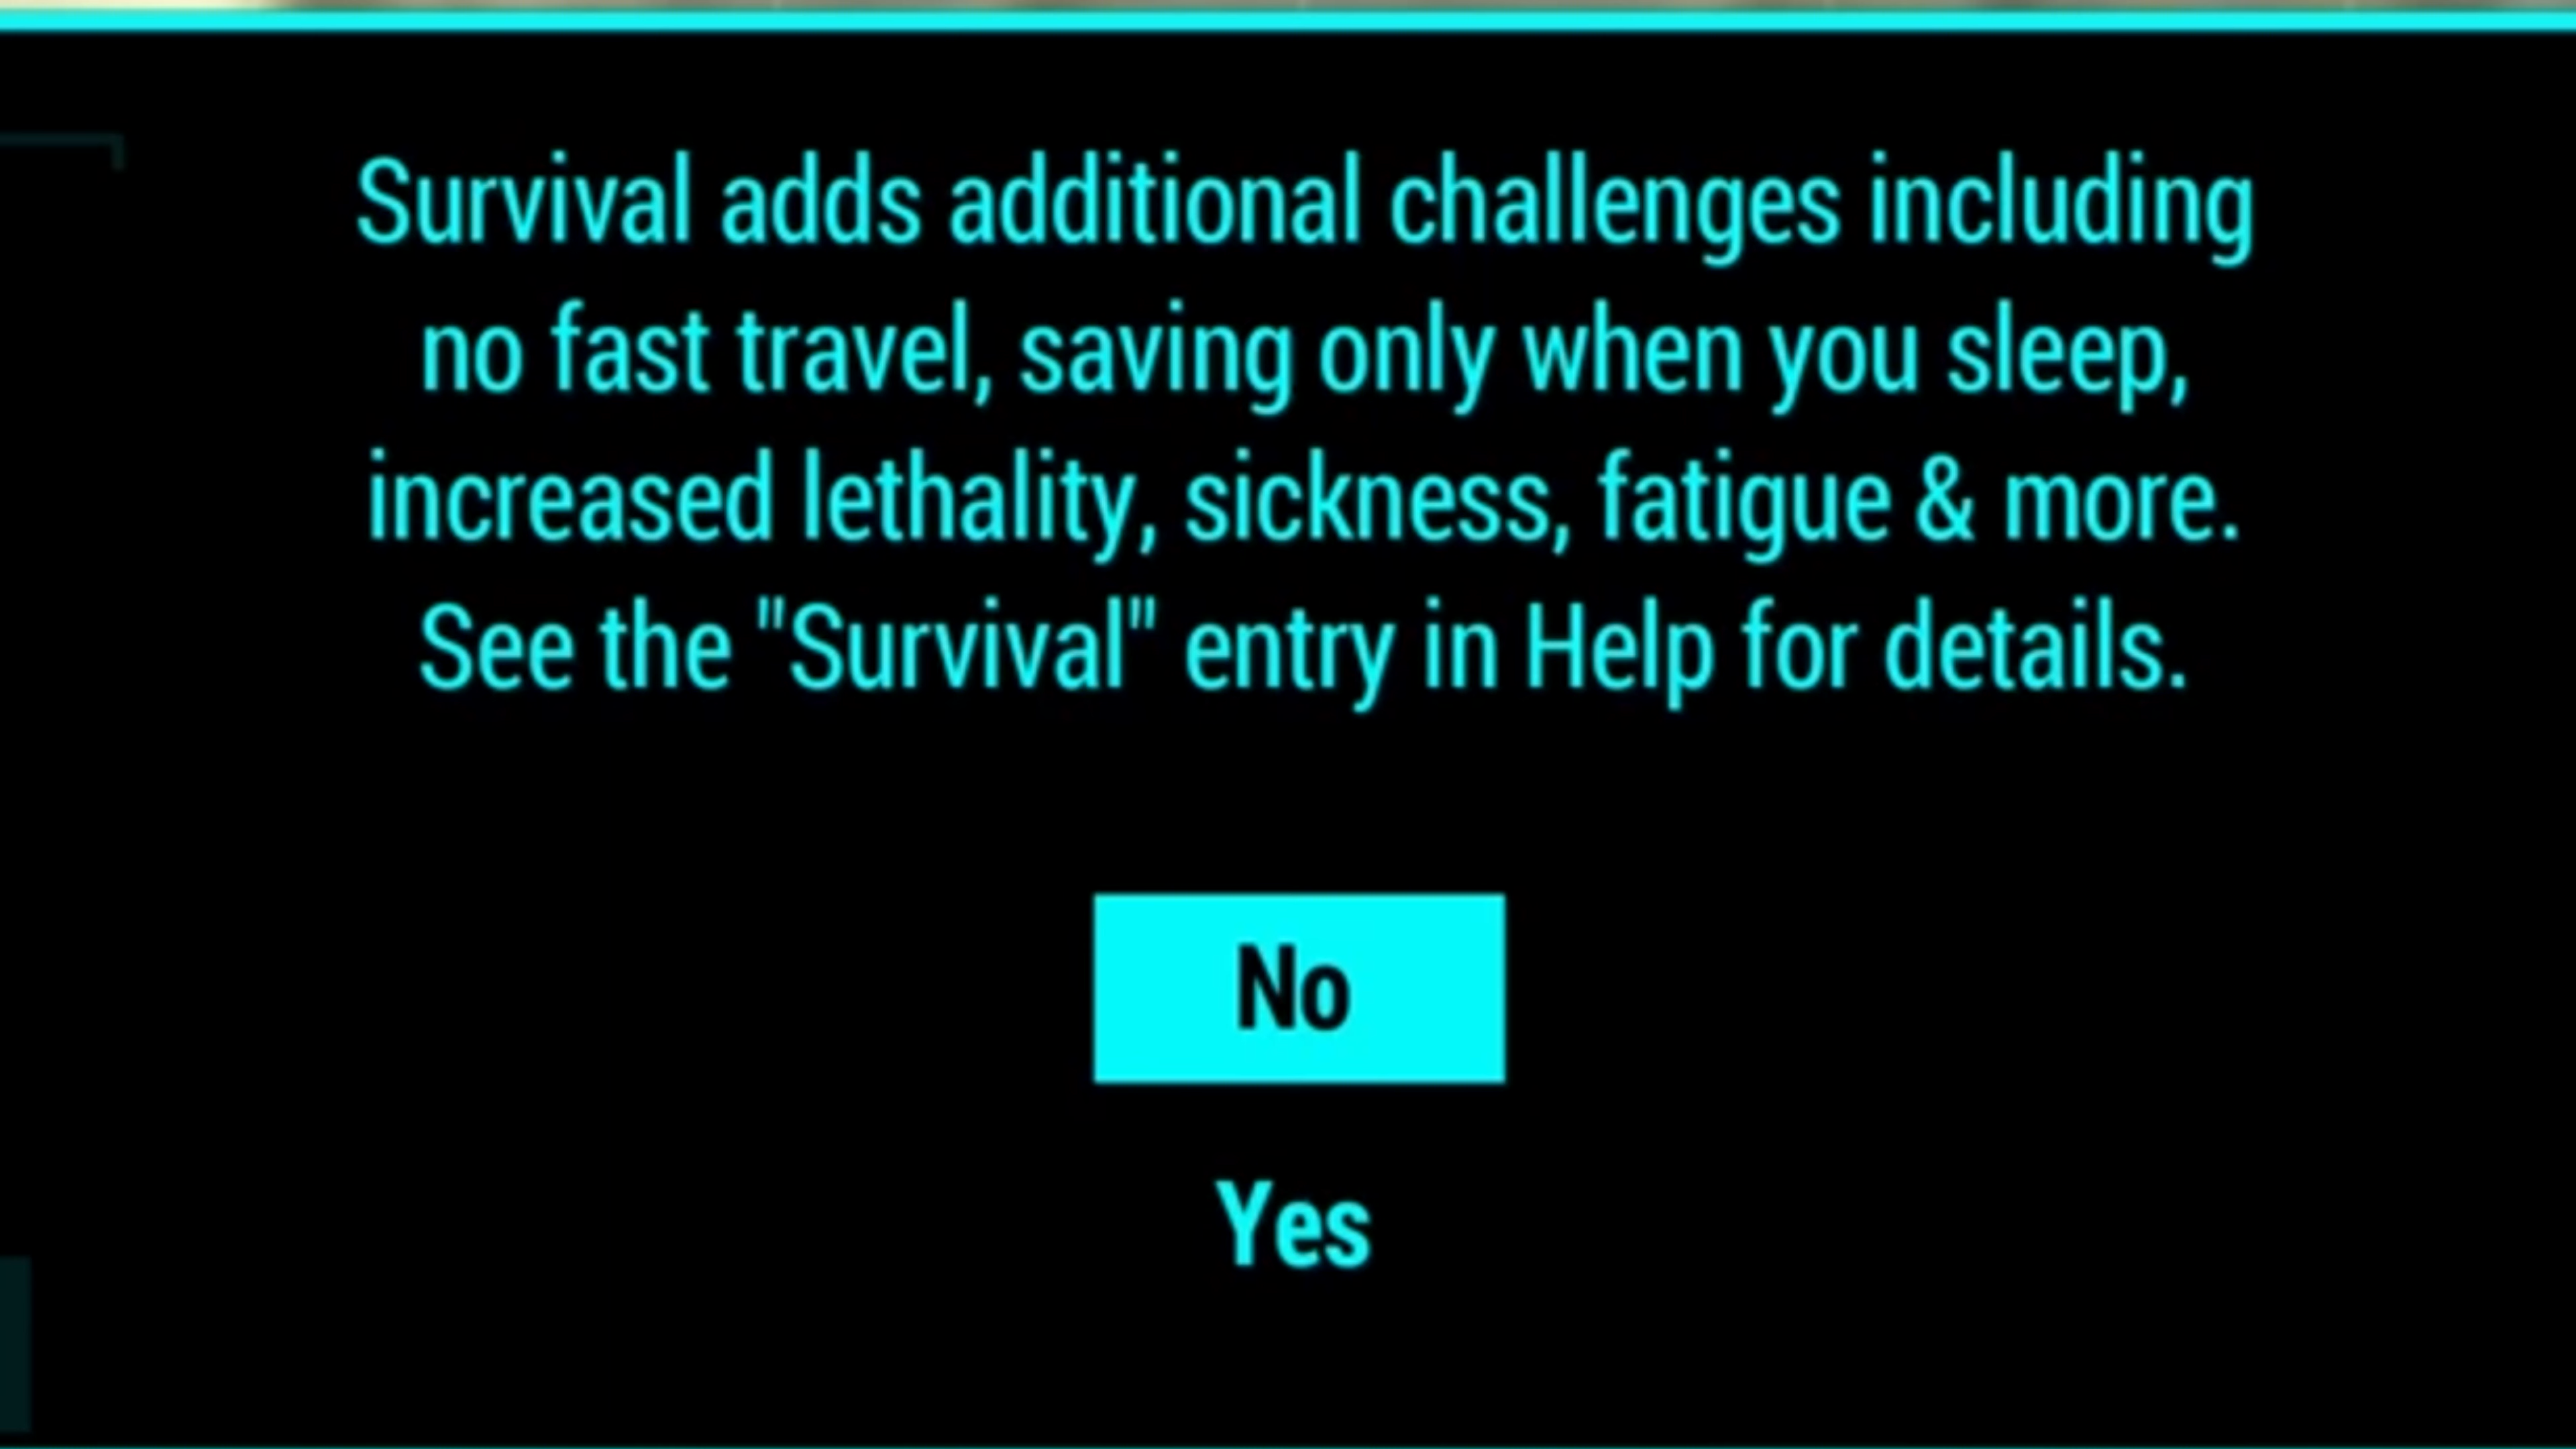 Survival adds additional challenges including
no fast travel, saving only when you sleep,
increased lethality, sickness, fatigue & more.
See the "Survival" entry in Help for details.
No
Yes